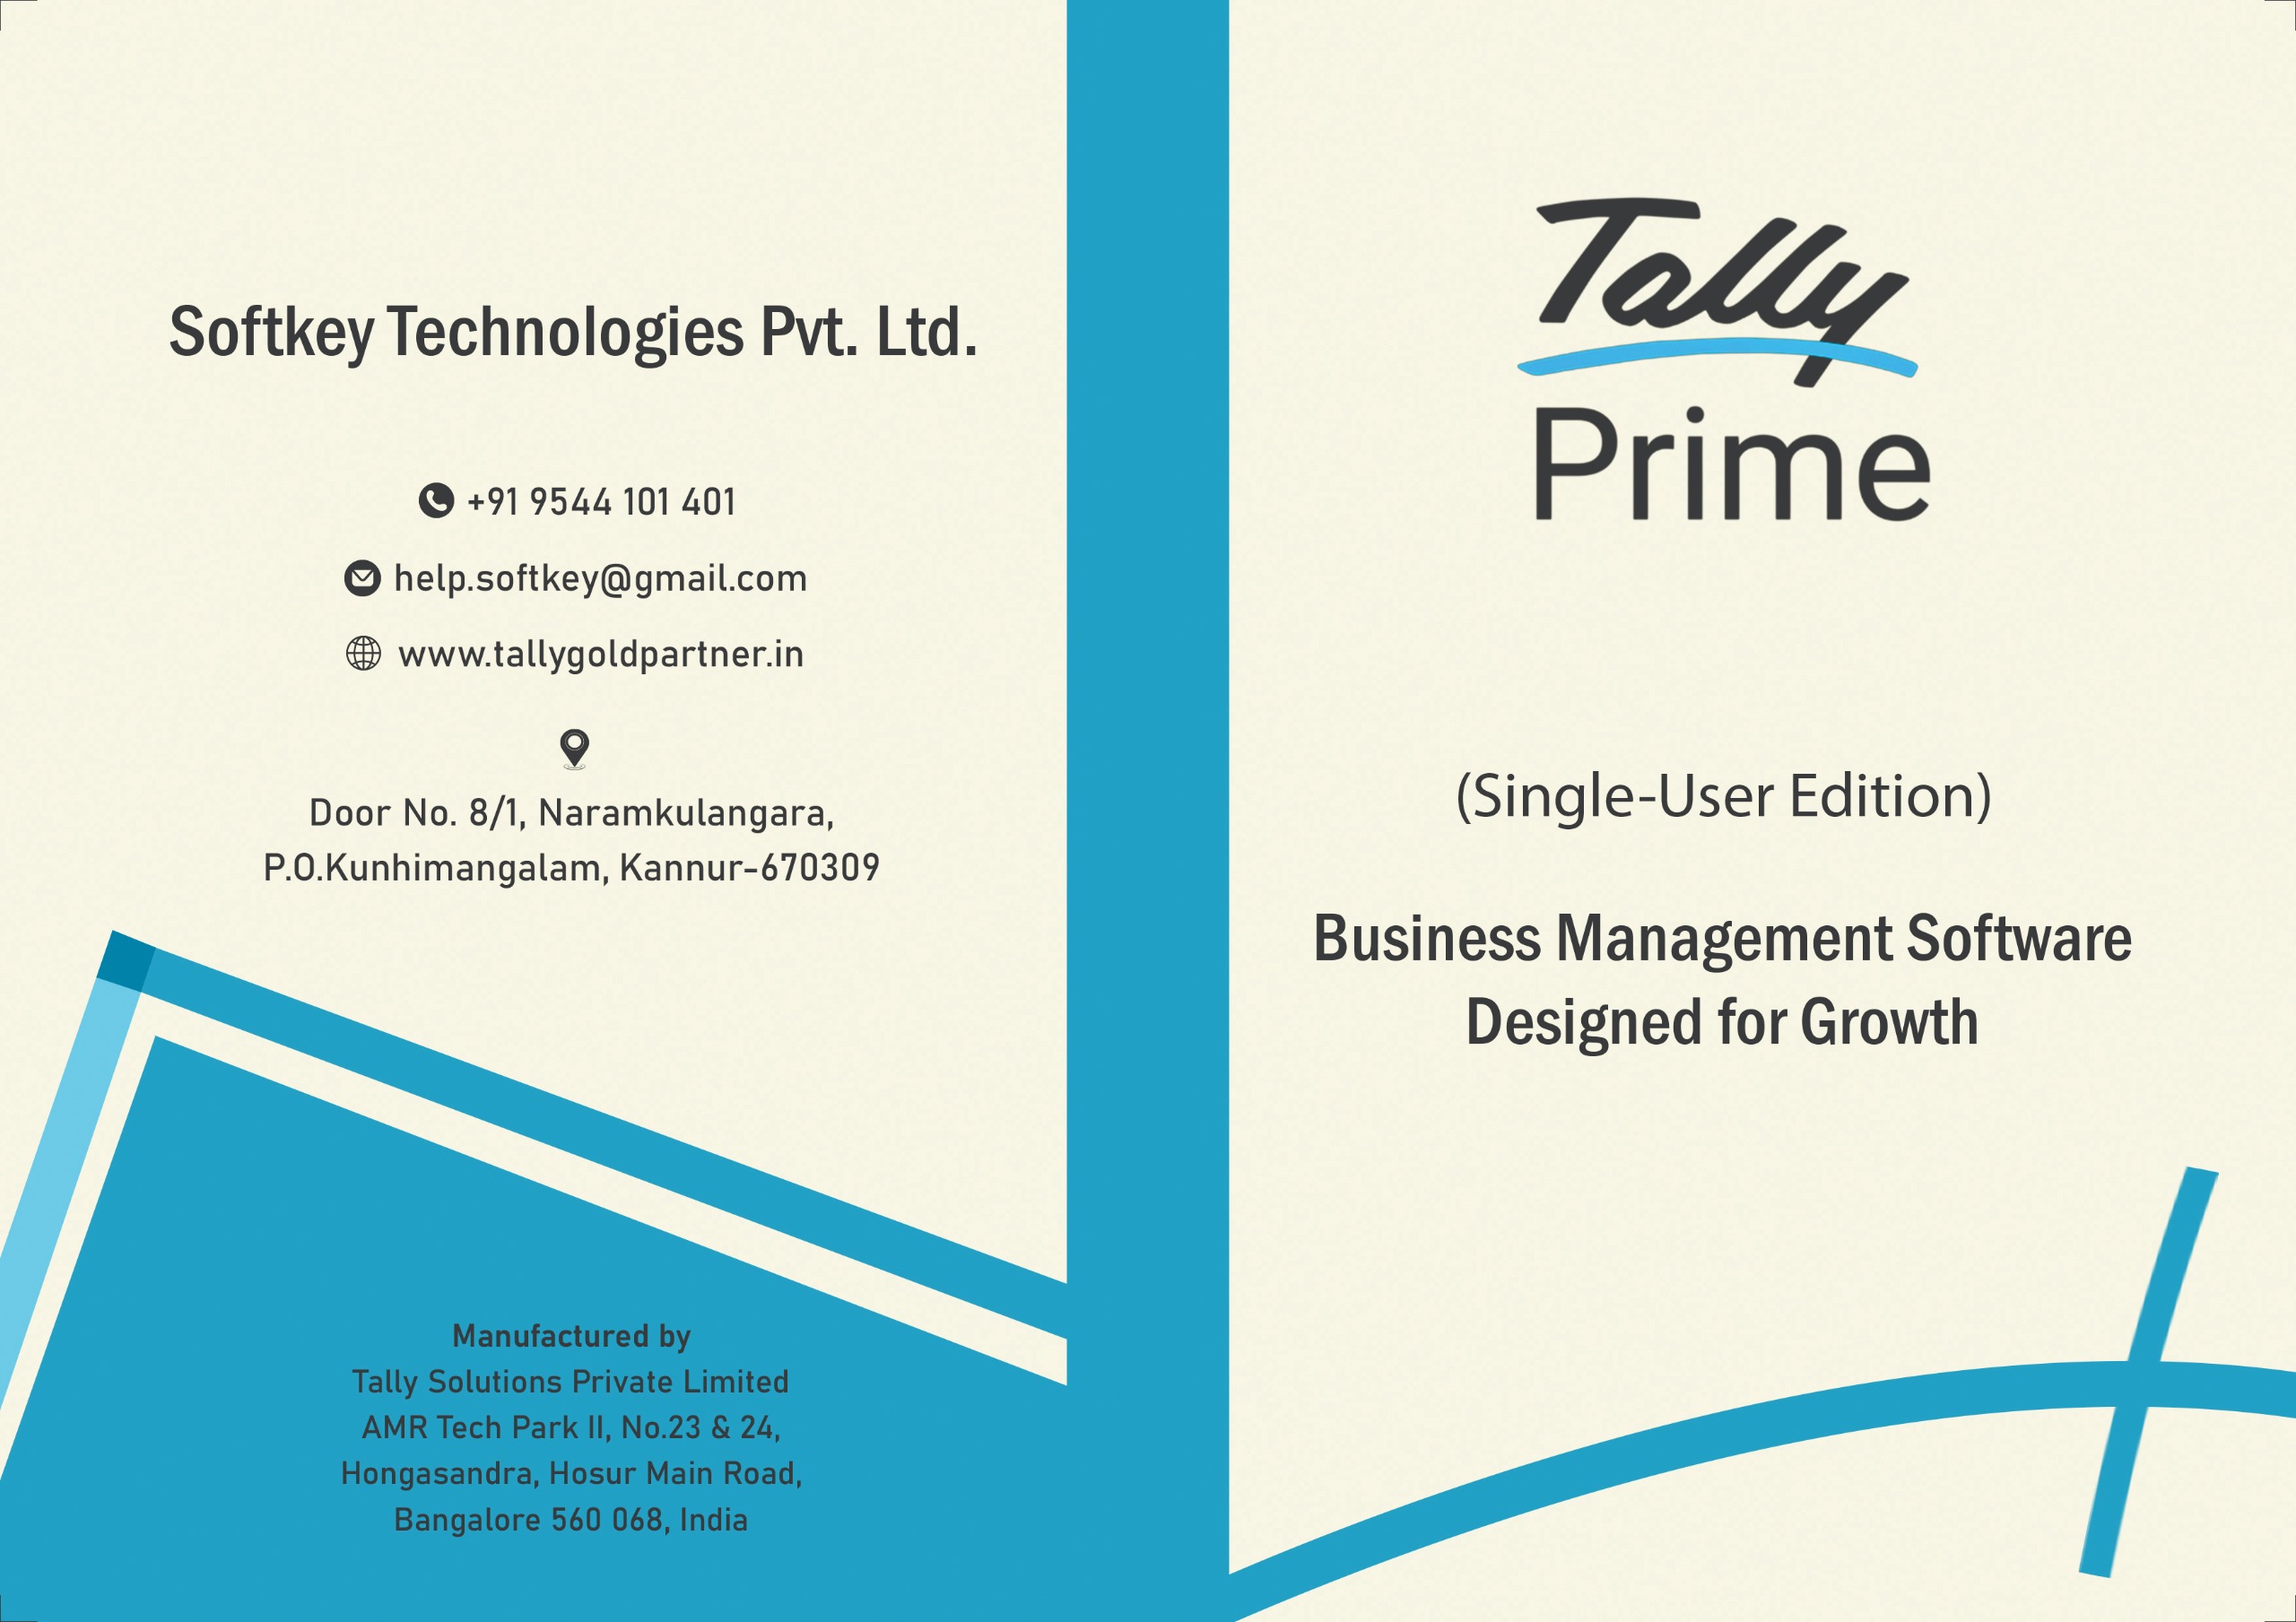 Softkey Technologies Pvt. Ltd.
+91 9544 101 401
help.softkey@gmail.com
www.tallygoldpartner.in
Door No. 8/1, Naramkulangara,
P.O.Kunhimangalam, Kannur-670309
Manufactured by
Tally Solutions Private Limited
AMR Tech Park II, No.23 & 24,
Hongasandra, Hosur Main Road,
Bangalore 560 068, India
Tally
Prime
(Single-User Edition)
Business Management Software
Designed for Growth